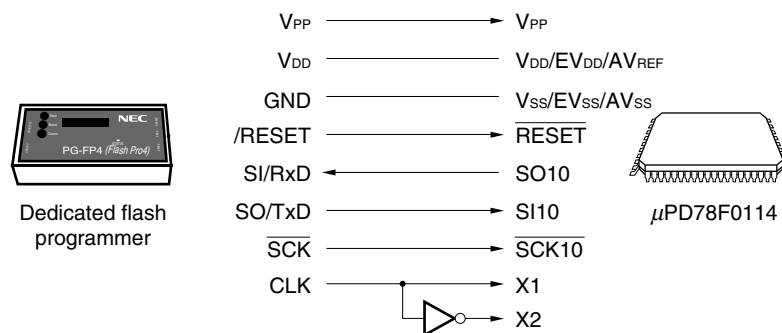 VPP VPP
VDD VDD/EVDD/AVREF
GND VSS/EVSS/AVSS
/RESET RESET
SI/RxD SO10
SO/TxD SI10
SCK SCK10
CLK X1
X2
NEC
PG-FP4 (Flash Pro4)
Dedicated flash
programmer
μPD78F0114